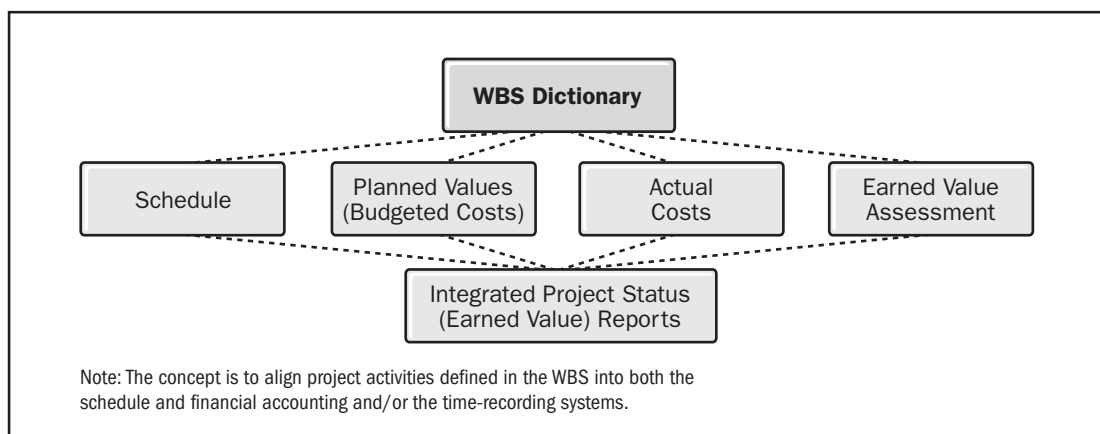 WBS Dictionary
Schedule
Planned Values
(Budgeted Costs)
Actual
Costs
Earned Value
Assessment
Integrated Project Status
(Earned Value) Reports
Note: The concept is to align project activities defined in the WBS into both the
schedule and financial accounting and/or the time-recording systems.